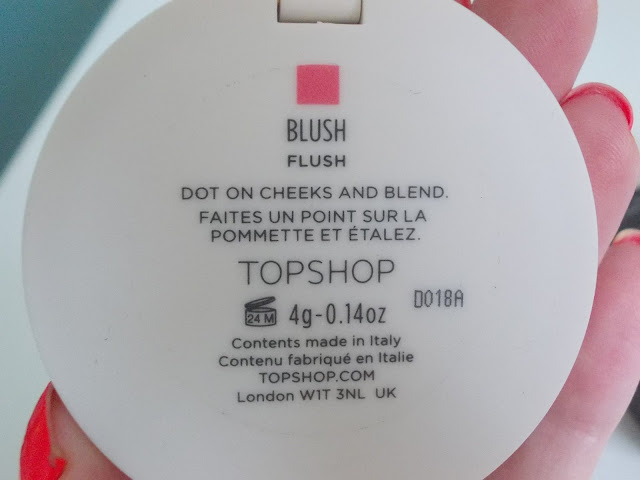 BLUSH
FLUSH
DOT ON CHEEKS AND BLEND.
FAITES UN POINT SUR LA
POMMETTE ET ÉTALEZ.
TOPSHOP
24 M 4g-0.14oz D018A
Contents made in Italy
Contenu fabriqué en Italie
TOPSHOP.COM
London W1T 3NL UK